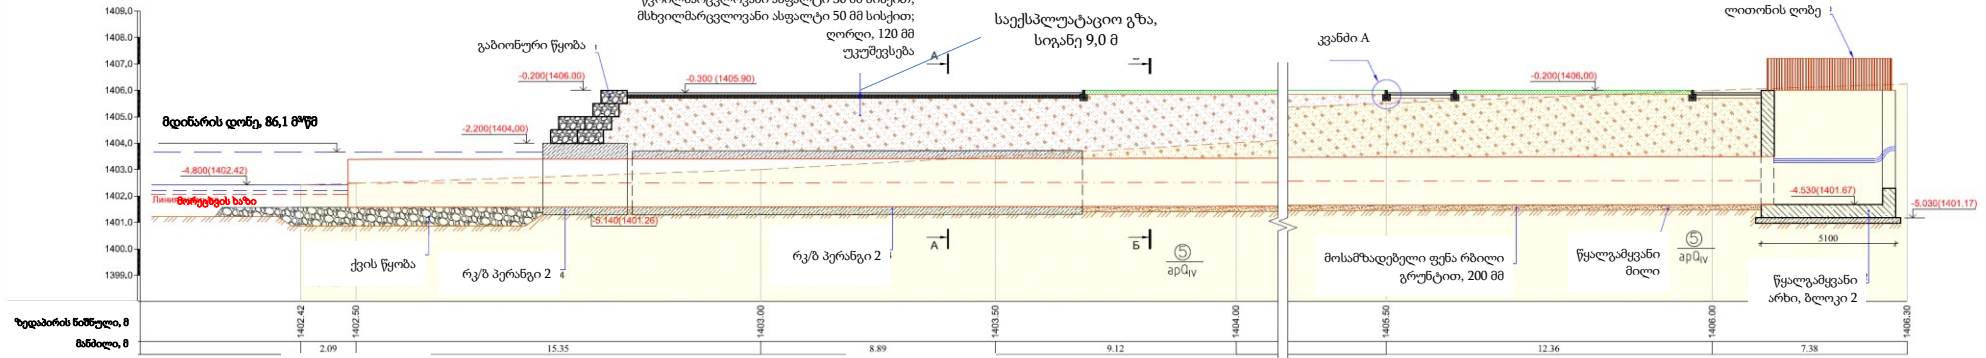 მსხვილმარცვლოვანი ასფალტი 50 მმ სისქით;
ღორღი, 120 მმ
უკუშევსება
საექსპლუატაციო გზა,
სიგანე 9,0 მ
ლითონის ღობე
გაბიონური წყობა
კვანძი A
1409,0
1408,0
1407,0
1406,0
1405,0
1404,0
1403,0
1402,0
1401,0
1400,0
1399,0
-0.200(1406.00)
-0.300 (1405.90)
-0.200(1406,00)
A
მდინარის დონე, 86,1 მ³/წმ
-2.200(1404,00)
-4.800(1402.42)
მორეცხვის ხაზი
-5.140(1401.26)
-4.530(1401.67)
-5.030(1401.17)
A
Б
5
apQIV
5
apQIV
5100
ქვის წყობა
რკ/ბ პერანგი 2
რკ/ბ პერანგი 2
მოსამზადებელი ფენა რბილი
გრუნტით, 200 მმ
წყალგამყვანი
მილი
წყალგამყვანი
არხი, ბლოკი 2
ზედაპირის ნიშნული, მ
1402.42
1402.50
1403.00
1403.50
1404.00
1405.50
1406.00
1406.30
მანძილი, მ
2.09
15.35
8.89
9.12
12.36
7.38